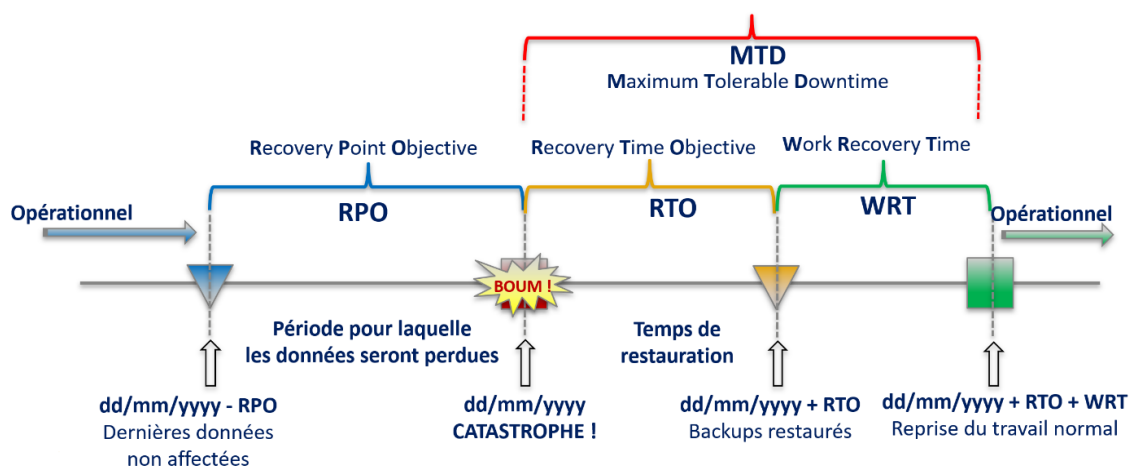 MTD
Maximum Tolerable Downtime
Recovery Point Objective
Recovery Time Objective
Work Recovery Time
RPO
RTO
WRT
Opérationnel
Opérationnel
BOUM !
Période pour laquelle
les données seront perdues
Temps de
restauration
dd/mm/yyyy - RPO
Dernières données
non affectées
dd/mm/yyyy
CATASTROPHE !
dd/mm/yyyy + RTO
Backups restaurés
dd/mm/yyyy + RTO + WRT
Reprise du travail normal